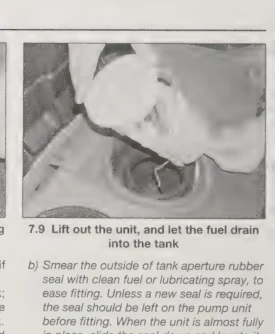 g
7.9 Lift out the unit, and let the fuel drain
into the tank
if
b) Smear the outside of tank aperture rubber
seal with clean fuel or lubricating spray, to
ease fitting. Unless a new seal is required,
the seal should be left on the pump unit
before fitting. When the unit is almost fully